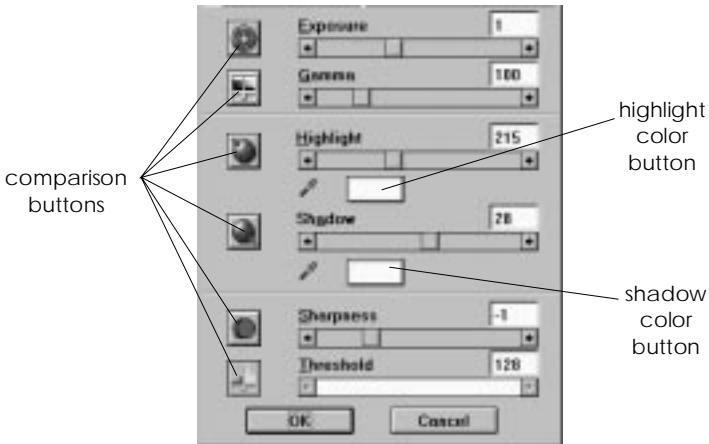 Exposure
1
Gamma
100
Highlight
215
highlight
color
button
comparison
buttons
Shadow
28
shadow
color
button
Sharpness
-1
Threshold
128
OK
Cancel